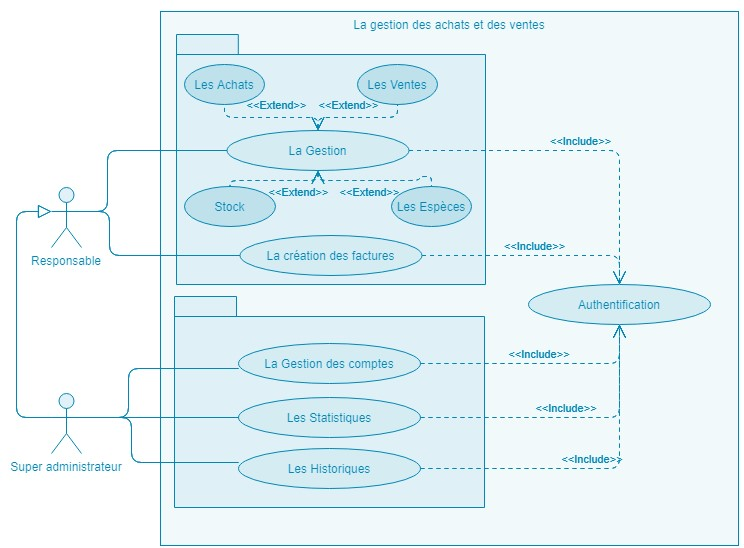 La gestion des achats et des ventes
Les Achats
Les Ventes
<<Extend>>
<<Extend>>
La Gestion
<<Include>>
<<Extend>>
<<Extend>>
Stock
Les Espèces
Responsable
La création des factures
<<Include>>
Authentification
La Gestion des comptes
<<Include>>
Les Statistiques
<<Include>>
Super administrateur
Les Historiques
<<Include>>